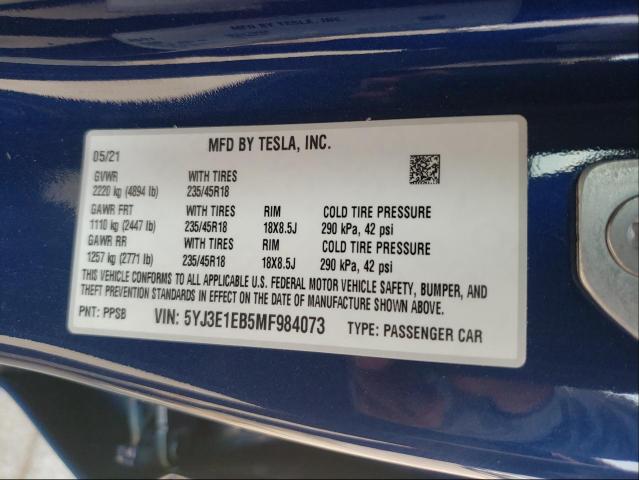 MFD BY TESLA, INC.
05/21
GVWR WITH TIRES
2220 kg (4894 lb) 235/45R18
GAWR FRT WITH TIRES RIM COLD TIRE PRESSURE
1110 kg (2447 lb) 235/45R18 18X8.5J 290 kPa, 42 psi
GAWR RR WITH TIRES RIM COLD TIRE PRESSURE
1257 kg (2771 lb) 235/45R18 18X8.5J 290 kPa, 42 psi
THIS VEHICLE CONFORMS TO ALL APPLICABLE U.S. FEDERAL MOTOR VEHICLE SAFETY, BUMPER, AND
THEFT PREVENTION STANDARDS IN EFFECT ON THE DATE OF MANUFACTURE SHOWN ABOVE.
PNT: PPSB VIN: 5YJ3E1EB5MF984073 TYPE: PASSENGER CAR